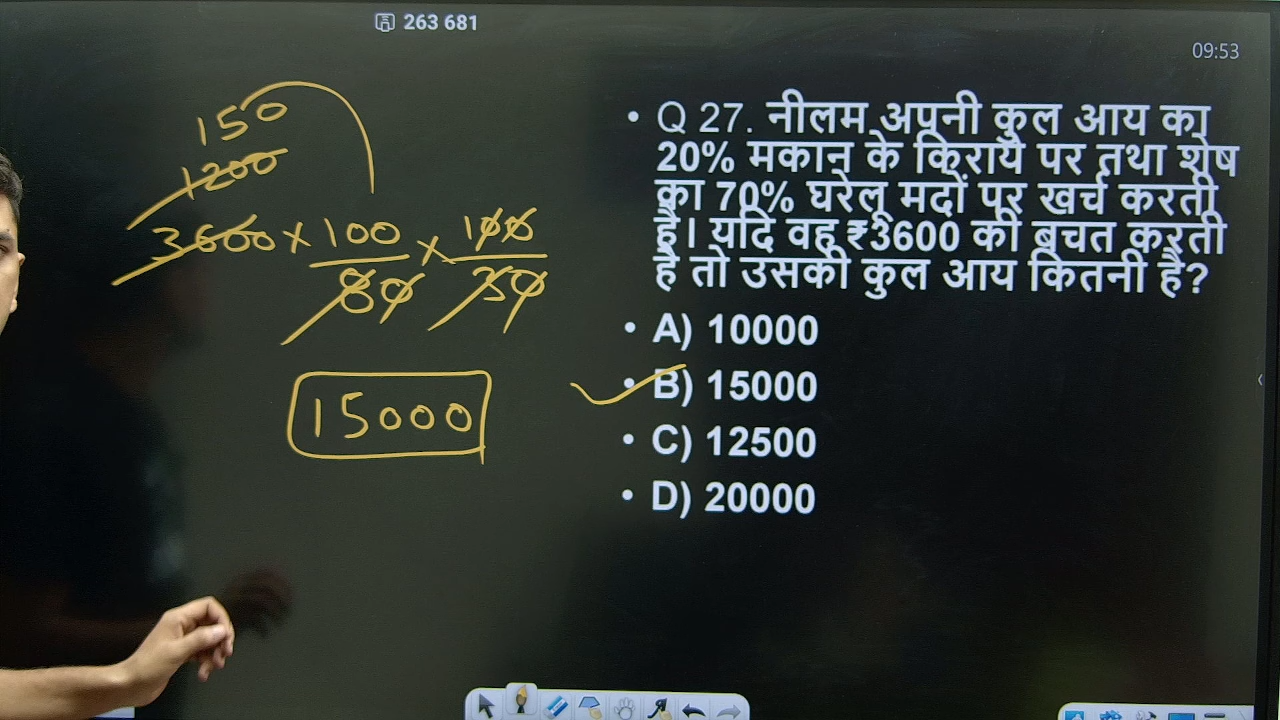 263 681
09:53
150
1200
3600 × 100/80 × 100/30
15000
• Q 27. नीलम अपनी कुल आय का
20% मकान के किराये पर तथा शेष
का 70% घरेलू मदों पर खर्च करती
है। यदि वह ₹3600 की बचत करती
है तो उसकी कुल आय कितनी है?
• A) 10000
• B) 15000
• C) 12500
• D) 20000